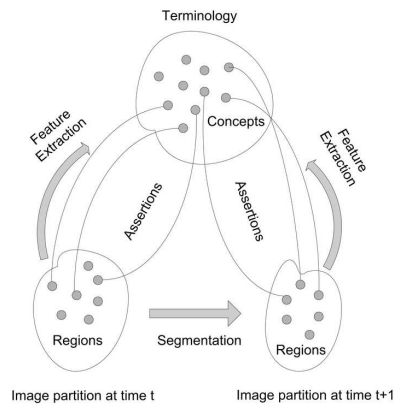 Terminology
Concepts
Feature
Extraction
Feature
Extraction
Assertions
Assertions
Regions
Segmentation
Regions
Image partition at time t
Image partition at time t+1